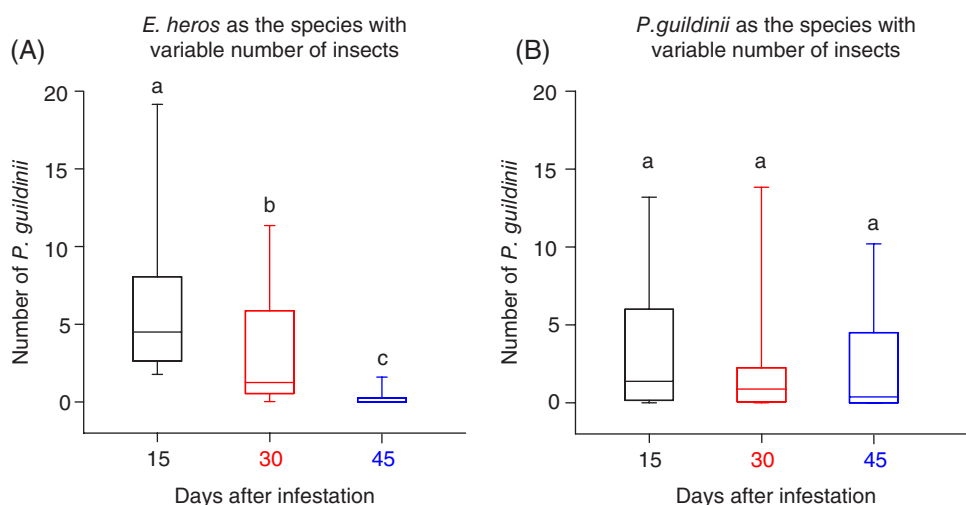 (A)
E. heros as the species with
variable number of insects
Number of P. guildinii
20
15
10
5
0
a
b
c
15
30
45
Days after infestation
(B)
P.guildinii as the species with
variable number of insects
Number of P. guildinii
20
15
10
5
0
a
a
a
15
30
45
Days after infestation